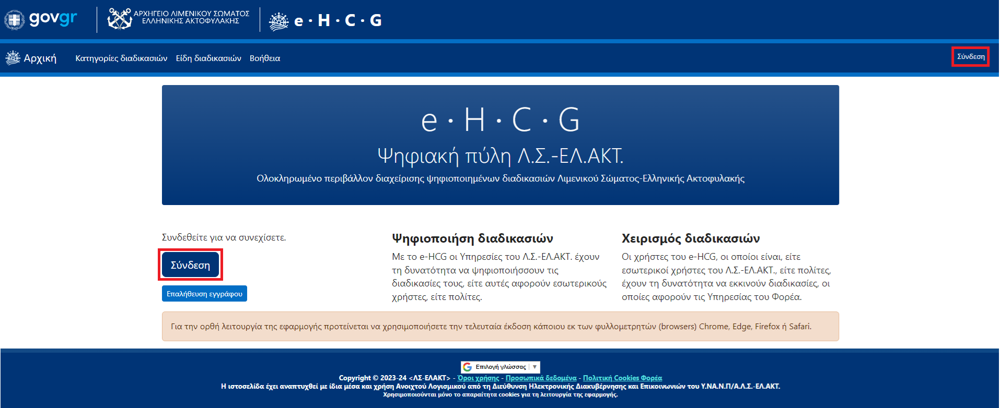 govgr
ΑΡΧΗΓΕΙΟ ΛΙΜΕΝΙΚΟΥ ΣΩΜΑΤΟΣ
ΕΛΛΗΝΙΚΗΣ ΑΚΤΟΦΥΛΑΚΗΣ
e · H · C · G
Αρχική
Κατηγορίες διαδικασιών
Είδη διαδικασιών
Βοήθεια
Σύνδεση
e · H · C · G
Ψηφιακή πύλη Λ.Σ.-ΕΛ.ΑΚΤ.
Ολοκληρωμένο περιβάλλον διαχείρισης ψηφιοποιημένων διαδικασιών Λιμενικού Σώματος-Ελληνικής Ακτοφυλακής
Συνδεθείτε για να συνεχίσετε.
Σύνδεση
Επαλήθευση εγγράφου
Ψηφιοποιήση διαδικασιών
Με το e-HCG οι Υπηρεσίες του Λ.Σ.-ΕΛ.ΑΚΤ. έχουν
τη δυνατότητα να ψηφιοποιήσσουν τις
διαδικασίες τους, είτε αυτές αφορούν εσωτερικούς
χρήστες, είτε πολίτες.
Χειρισμός διαδικασιών
Οι χρήστες του e-HCG, οι οποίοι είναι, είτε
εσωτερικοί χρήστες του Λ.Σ.-ΕΛ.ΑΚΤ., είτε πολίτες,
έχουν τη δυνατότητα να εκκινούν διαδικασίες, οι
οποίες αφορούν τις Υπηρεσίας του Φορέα.
Για την ορθή λειτουργία της εφαρμογής προτείνεται να χρησιμοποιήσετε την τελευταία έκδοση κάποιου εκ των φυλλομετρητών (browsers) Chrome, Edge, Firefox ή Safari.
Επιλογή γλώσσας ▼
Copyright © 2023-24 <ΛΣ-ΕΛΑΚΤ> - Όροι χρήσης - Προσωπικά δεδομένα - Πολιτική Cookies Φορέα
Η ιστοσελίδα έχει αναπτυχθεί με ίδια μέσα και χρήση Ανοιχτού Λογισμικού από τη Διεύθυνση Ηλεκτρονικής Διακυβέρνησης και Επικοινωνιών του Υ.ΝΑ.Ν.Π/Α.Λ.Σ.-ΕΛ.ΑΚΤ.
Χρησιμοποιούνται μόνο το απαραίτητα cookies για τη λειτουργία της εφαρμογής.